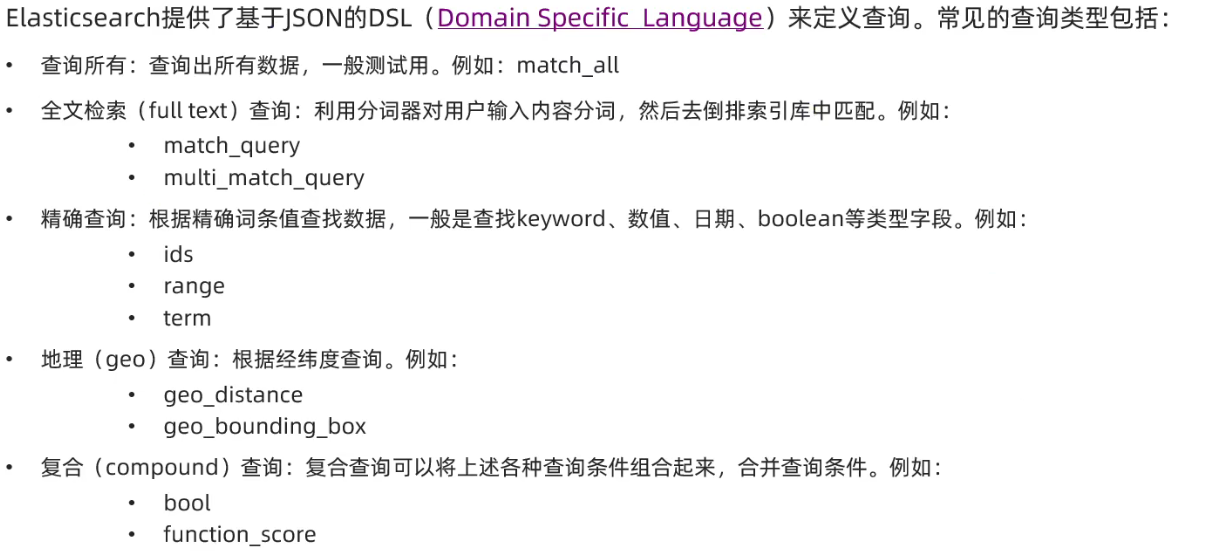 Elasticsearch提供了基于JSON的DSL（Domain Specific Language）来定义查询。常见的查询类型包括：
• 查询所有：查询出所有数据，一般测试用。例如：match_all
• 全文检索（full text）查询：利用分词器对用户输入内容分词，然后去倒排索引库中匹配。例如：
• match_query
• multi_match_query
• 精确查询：根据精确词条值查找数据，一般是查找keyword、数值、日期、boolean等类型字段。例如：
• ids
• range
• term
• 地理（geo）查询：根据经纬度查询。例如：
• geo_distance
• geo_bounding_box
• 复合（compound）查询：复合查询可以将上述各种查询条件组合起来，合并查询条件。例如：
• bool
• function_score